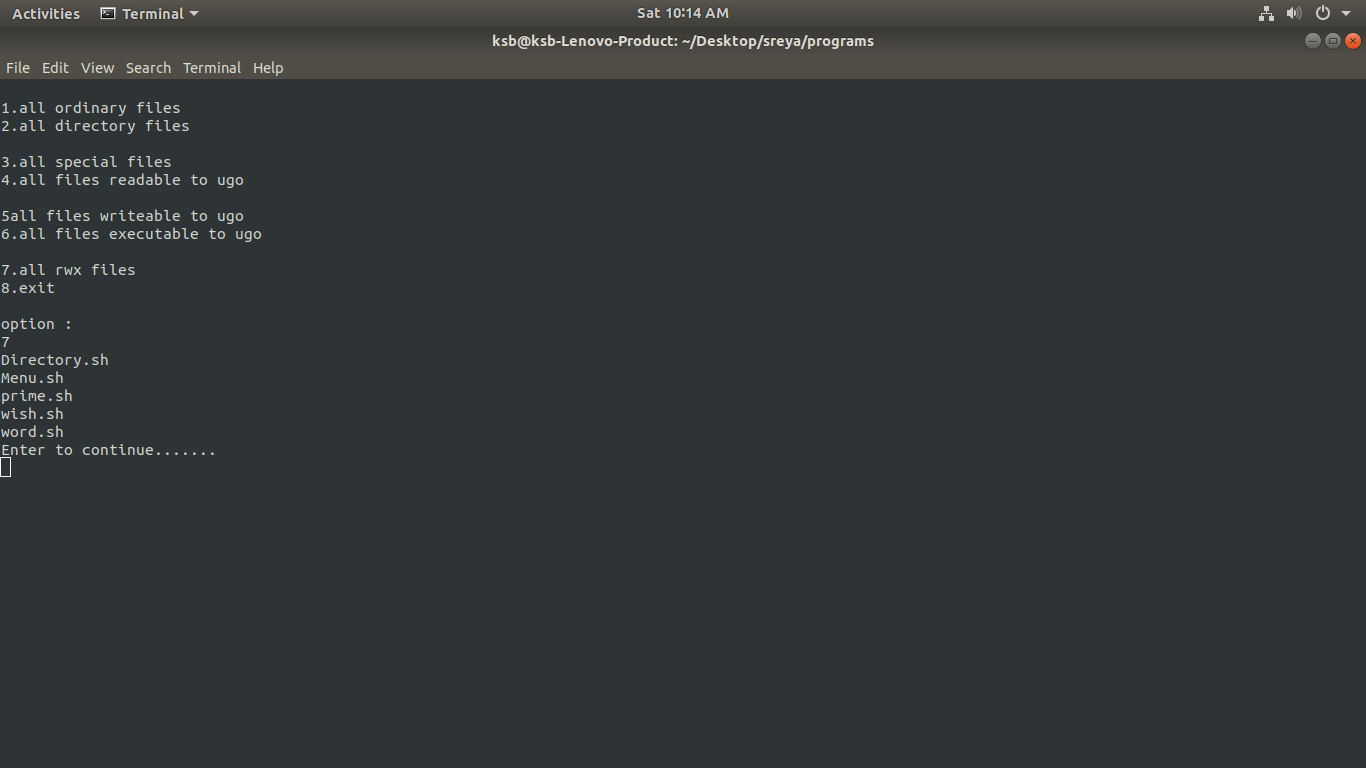 Activities Terminal Sat 10:14 AM
ksb@ksb-Lenovo-Product: ~/Desktop/sreya/programs
File Edit View Search Terminal Help
1.all ordinary files
2.all directory files
3.all special files
4.all files readable to ugo
5all files writeable to ugo
6.all files executable to ugo
7.all rwx files
8.exit
option :
7
Directory.sh
Menu.sh
prime.sh
wish.sh
word.sh
Enter to continue.......